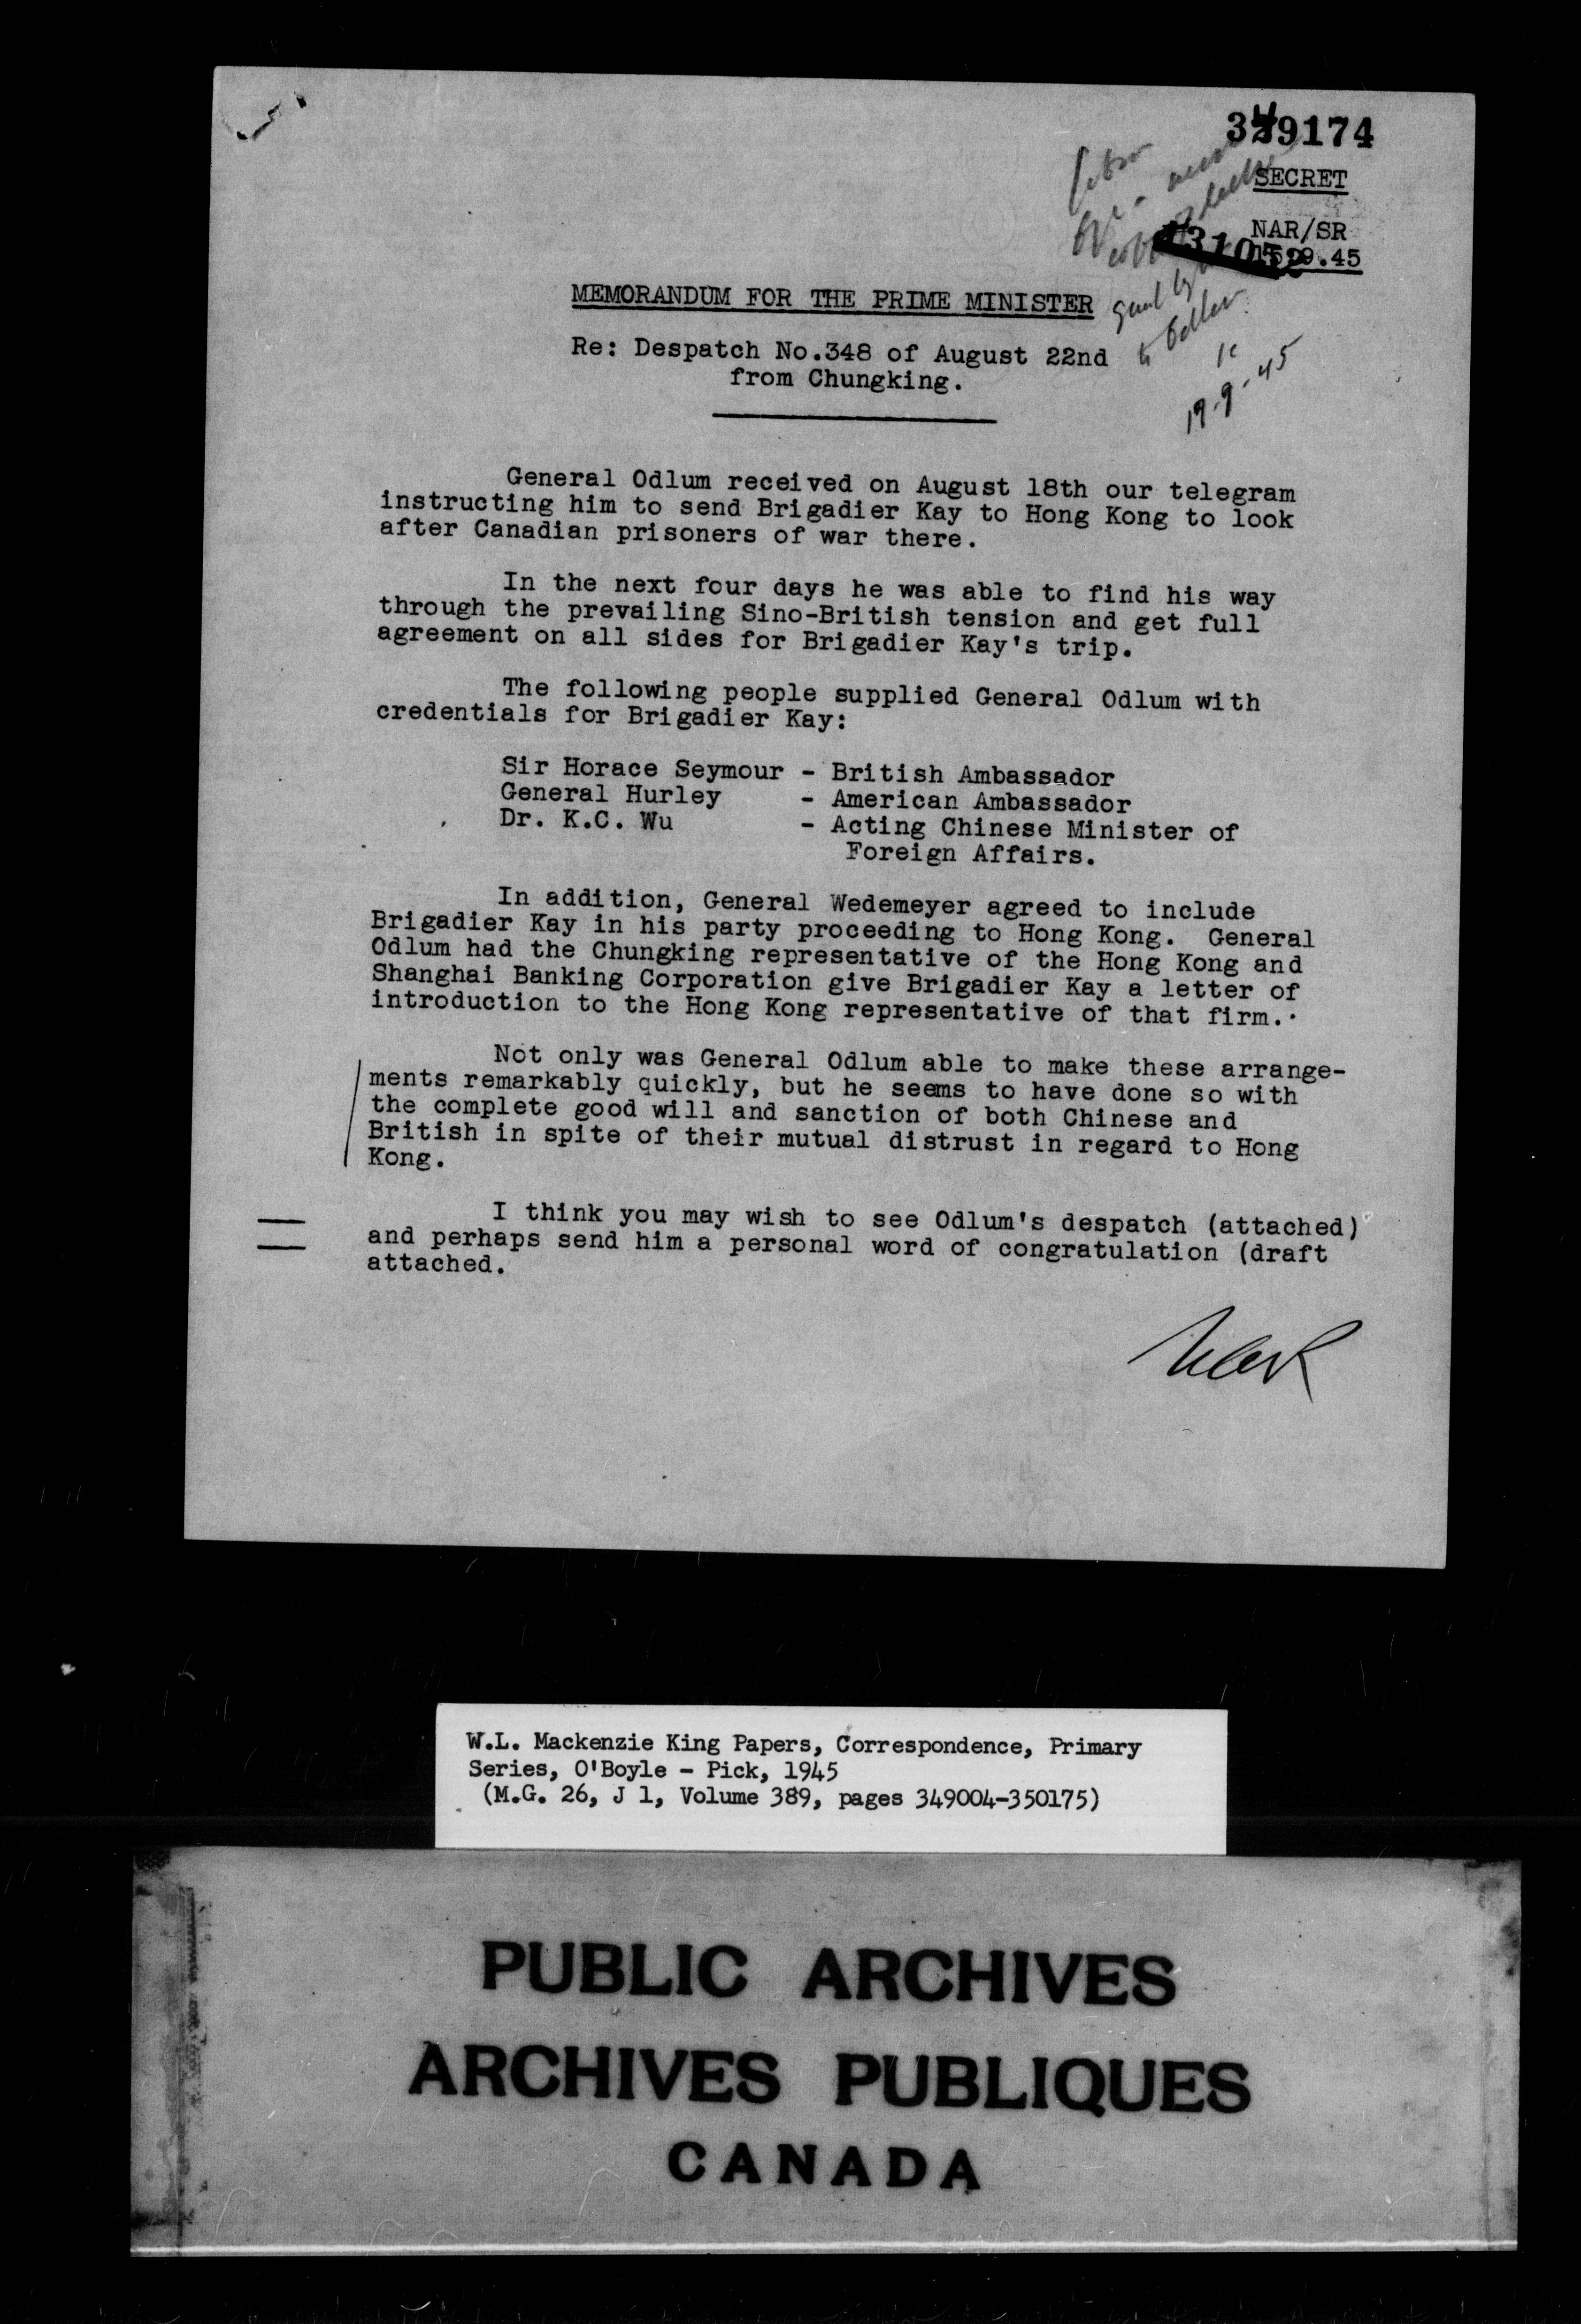 349174
SECRET
NAR/SR
15.9.45
MEMORANDUM FOR THE PRIME MINISTER
Re: Despatch No.348 of August 22nd
from Chungking.
19-9-45
General Odlum received on August 18th our telegram
instructing him to send Brigadier Kay to Hong Kong to look
after Canadian prisoners of war there.
In the next four days he was able to find his way
through the prevailing Sino-British tension and get full
agreement on all sides for Brigadier Kay's trip.
The following people supplied General Odlum with
credentials for Brigadier Kay:
Sir Horace Seymour - British Ambassador
General Hurley - American Ambassador
Dr. K.C. Wu - Acting Chinese Minister of
Foreign Affairs.
In addition, General Wedemeyer agreed to include
Brigadier Kay in his party proceeding to Hong Kong. General
Odlum had the Chungking representative of the Hong Kong and
Shanghai Banking Corporation give Brigadier Kay a letter of
introduction to the Hong Kong representative of that firm.
Not only was General Odlum able to make these arrange-
ments remarkably quickly, but he seems to have done so with
the complete good will and sanction of both Chinese and
British in spite of their mutual distrust in regard to Hong
Kong.
I think you may wish to see Odlum's despatch (attached)
and perhaps send him a personal word of congratulation (draft
attached.
W.L. Mackenzie King Papers, Correspondence, Primary
Series, O'Boyle - Pick, 1945
(M.G. 26, J 1, Volume 389, pages 349004-350175)
PUBLIC ARCHIVES
ARCHIVES PUBLIQUES
CANADA